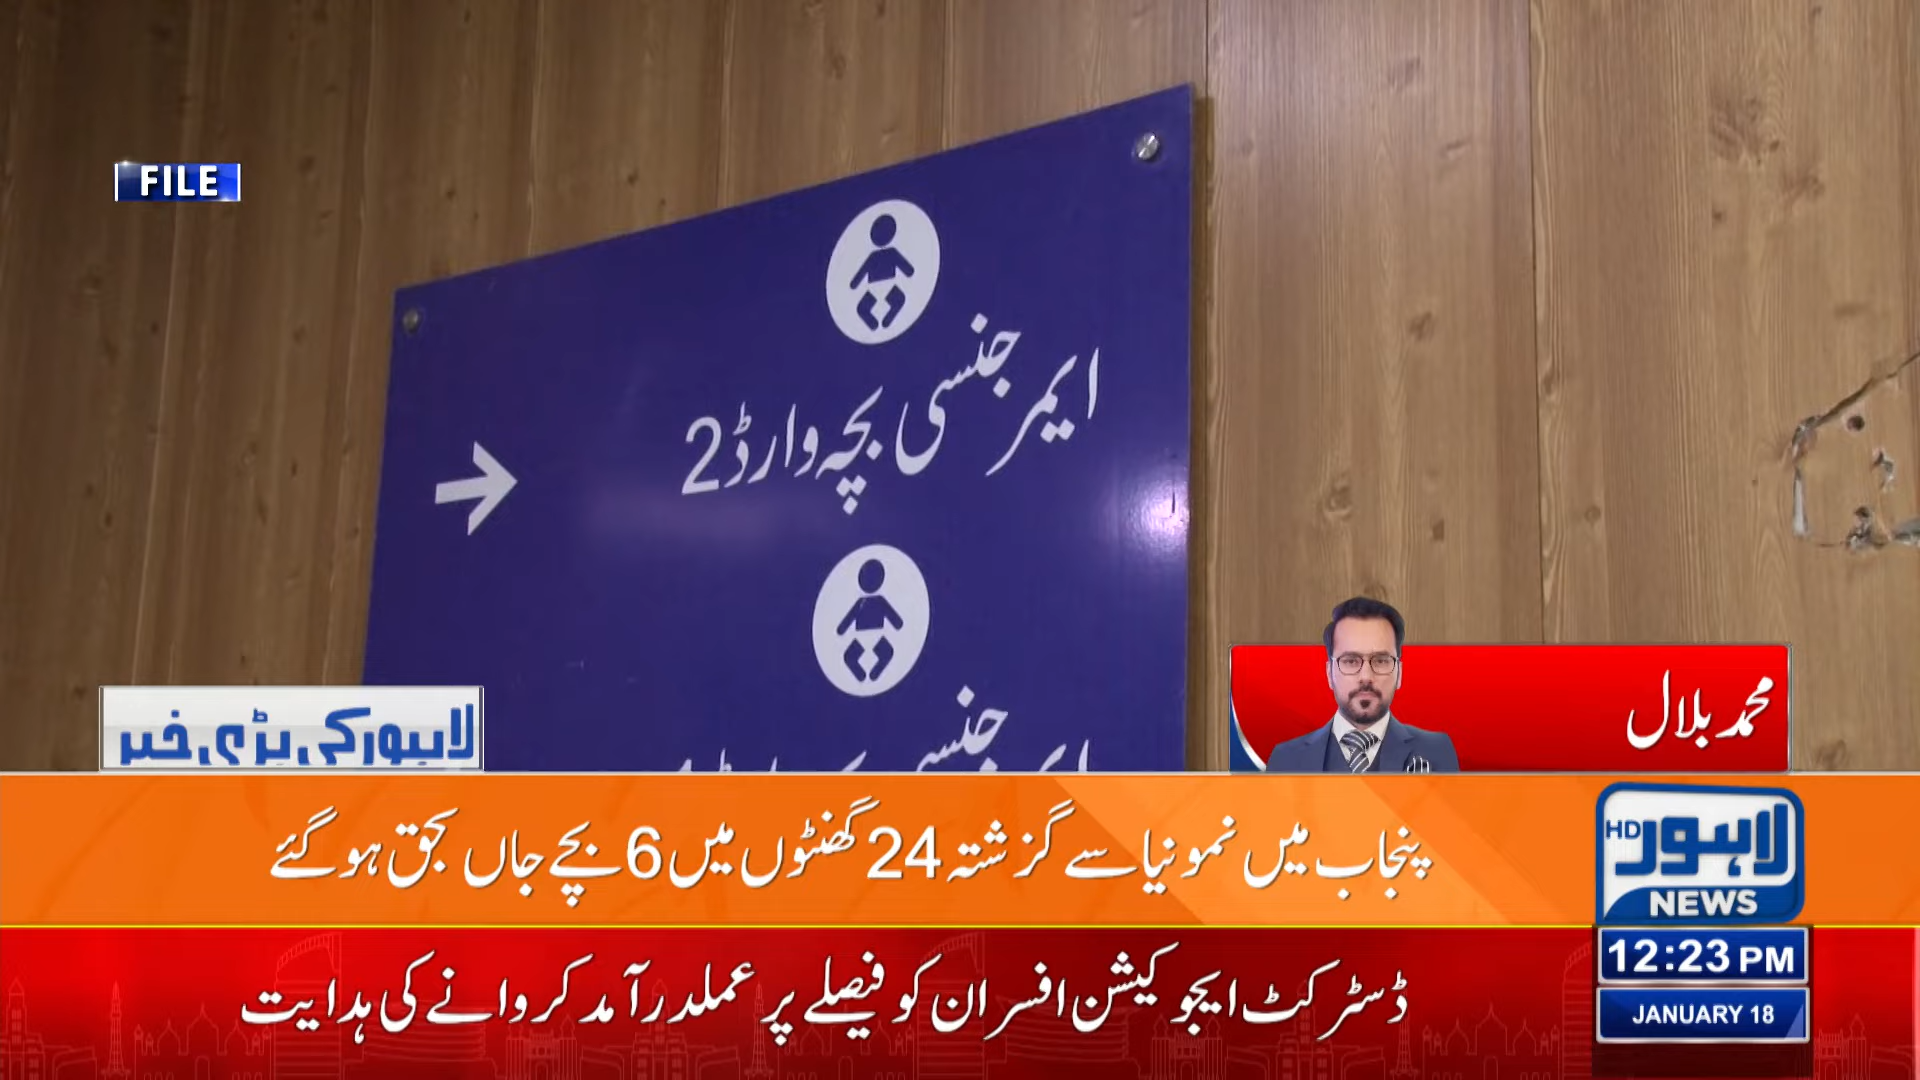 FILE
ایمرجنسی بچہ وارڈ2
محمد بلال
لاہور کی بڑی خبر
پنجاب میں نمونیا سے گزشتہ 24 گھنٹوں میں 6 بچے جاں بحق ہوگئے
لاہور HD
NEWS
ڈسٹرکٹ ایجوکیشن افسران کو فیصلے پر عملدرآمد کروانے کی ہدایت
12:23 PM
JANUARY 18